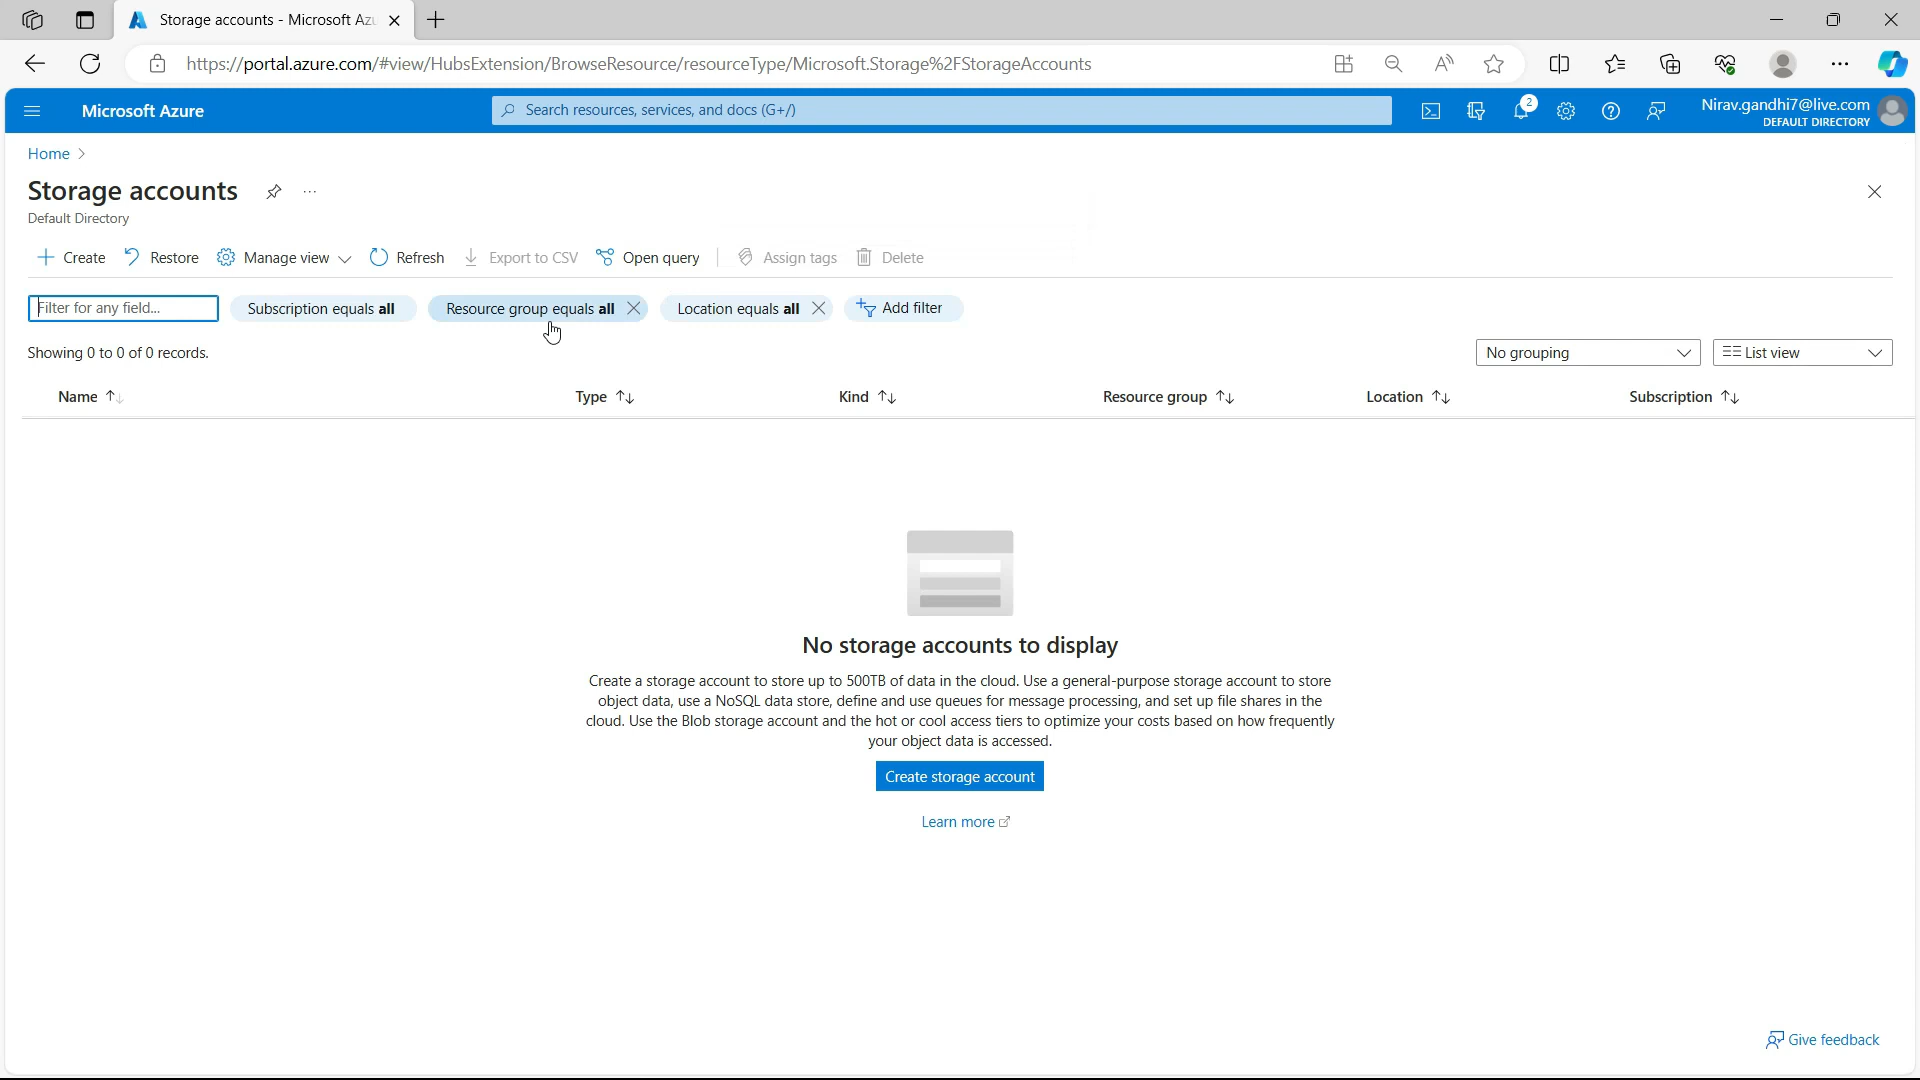 Storage accounts - Microsoft Azu
https://portal.azure.com/#view/HubsExtension/BrowseResource/resourceType/Microsoft.Storage%2FStorageAccounts
Microsoft Azure
Search resources, services, and docs (G+/)
2
Nirav.gandhi7@live.com
DEFAULT DIRECTORY
Home >
Storage accounts
Default Directory
Create Restore Manage view Refresh Export to CSV Open query Assign tags Delete
Filter for any field... Subscription equals all Resource group equals all Location equals all Add filter
Showing 0 to 0 of 0 records. No grouping List view
Name Type Kind Resource group Location Subscription
No storage accounts to display
Create a storage account to store up to 500TB of data in the cloud. Use a general-purpose storage account to store
object data, use a NoSQL data store, define and use queues for message processing, and set up file shares in the
cloud. Use the Blob storage account and the hot or cool access tiers to optimize your costs based on how frequently
your object data is accessed.
Create storage account
Learn more
Give feedback